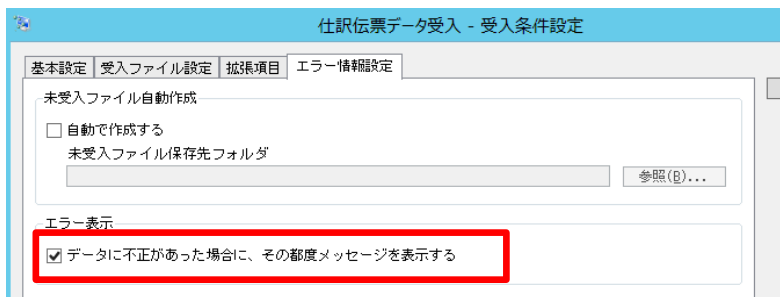 仕訳伝票データ受入 - 受入条件設定
基本設定 受入ファイル設定 拡張項目 エラー情報設定
未受入ファイル自動作成
自動で作成する
未受入ファイル保存先フォルダ
参照(B)...
エラー表示
データに不正があった場合に、その都度メッセージを表示する